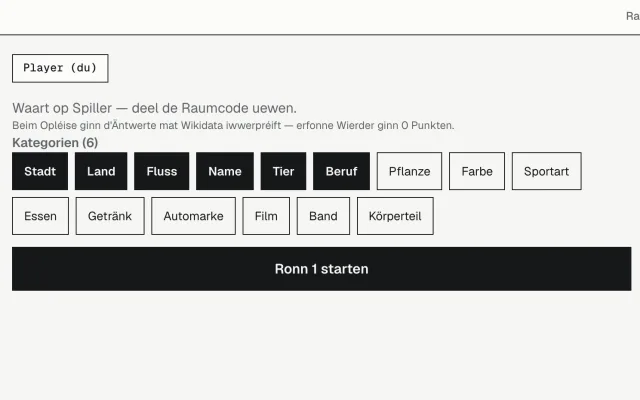 Ra
Player (du)
Waart op Spiller — deel de Raumcode uewen.
Beim Opléise ginn d'Äntwerte mat Wikidata iwwerpréift — erfonne Wierder ginn 0 Punkten.
Kategorien (6)
Stadt Land Fluss Name Tier Beruf Pflanze Farbe Sportart
Essen Getränk Automarke Film Band Körperteil
Ronn 1 starten